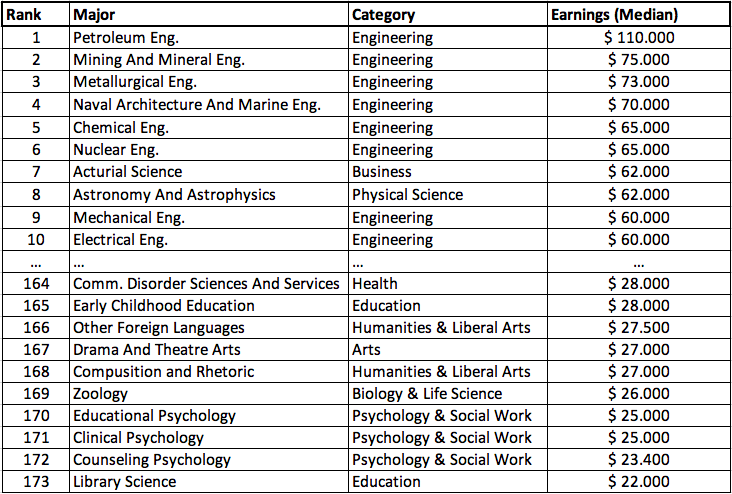 Rank Major Category Earnings (Median)
1 Petroleum Eng. Engineering $ 110.000
2 Mining And Mineral Eng. Engineering $ 75.000
3 Metallurgical Eng. Engineering $ 73.000
4 Naval Architecture And Marine Eng. Engineering $ 70.000
5 Chemical Eng. Engineering $ 65.000
6 Nuclear Eng. Engineering $ 65.000
7 Acturial Science Business $ 62.000
8 Astronomy And Astrophysics Physical Science $ 62.000
9 Mechanical Eng. Engineering $ 60.000
10 Electrical Eng. Engineering $ 60.000
... ... ... ...
164 Comm. Disorder Sciences And Services Health $ 28.000
165 Early Childhood Education Education $ 28.000
166 Other Foreign Languages Humanities & Liberal Arts $ 27.500
167 Drama And Theatre Arts Arts $ 27.000
168 Compusition and Rhetoric Humanities & Liberal Arts $ 27.000
169 Zoology Biology & Life Science $ 26.000
170 Educational Psychology Psychology & Social Work $ 25.000
171 Clinical Psychology Psychology & Social Work $ 25.000
172 Counseling Psychology Psychology & Social Work $ 23.400
173 Library Science Education $ 22.000